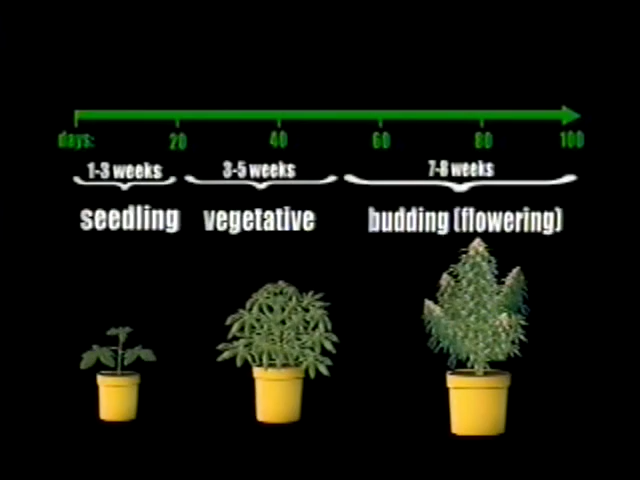 days: 20 40 60 80 100
1-3 weeks 3-5 weeks 7-8 weeks
seedling vegetative budding (flowering)